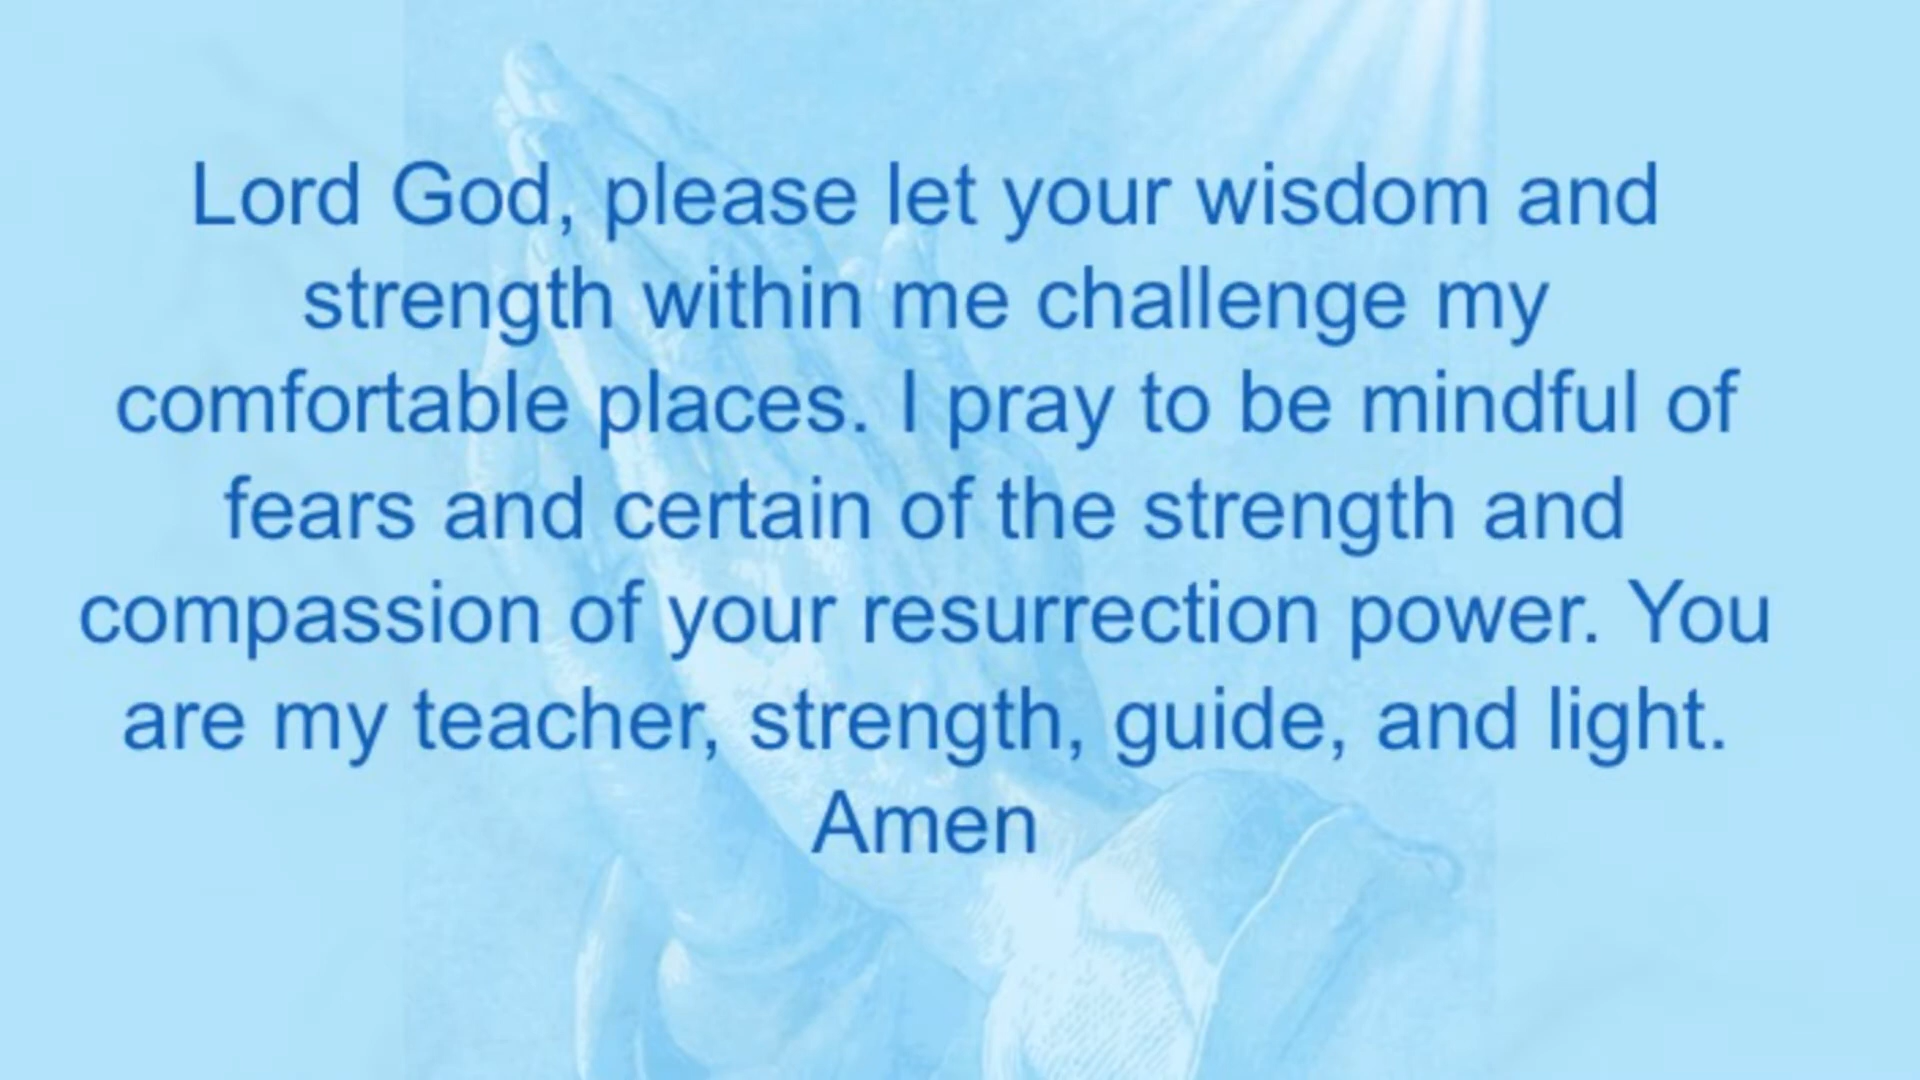 Lord God, please let your wisdom and
strength within me challenge my
comfortable places. I pray to be mindful of
fears and certain of the strength and
compassion of your resurrection power. You
are my teacher, strength, guide, and light.
Amen